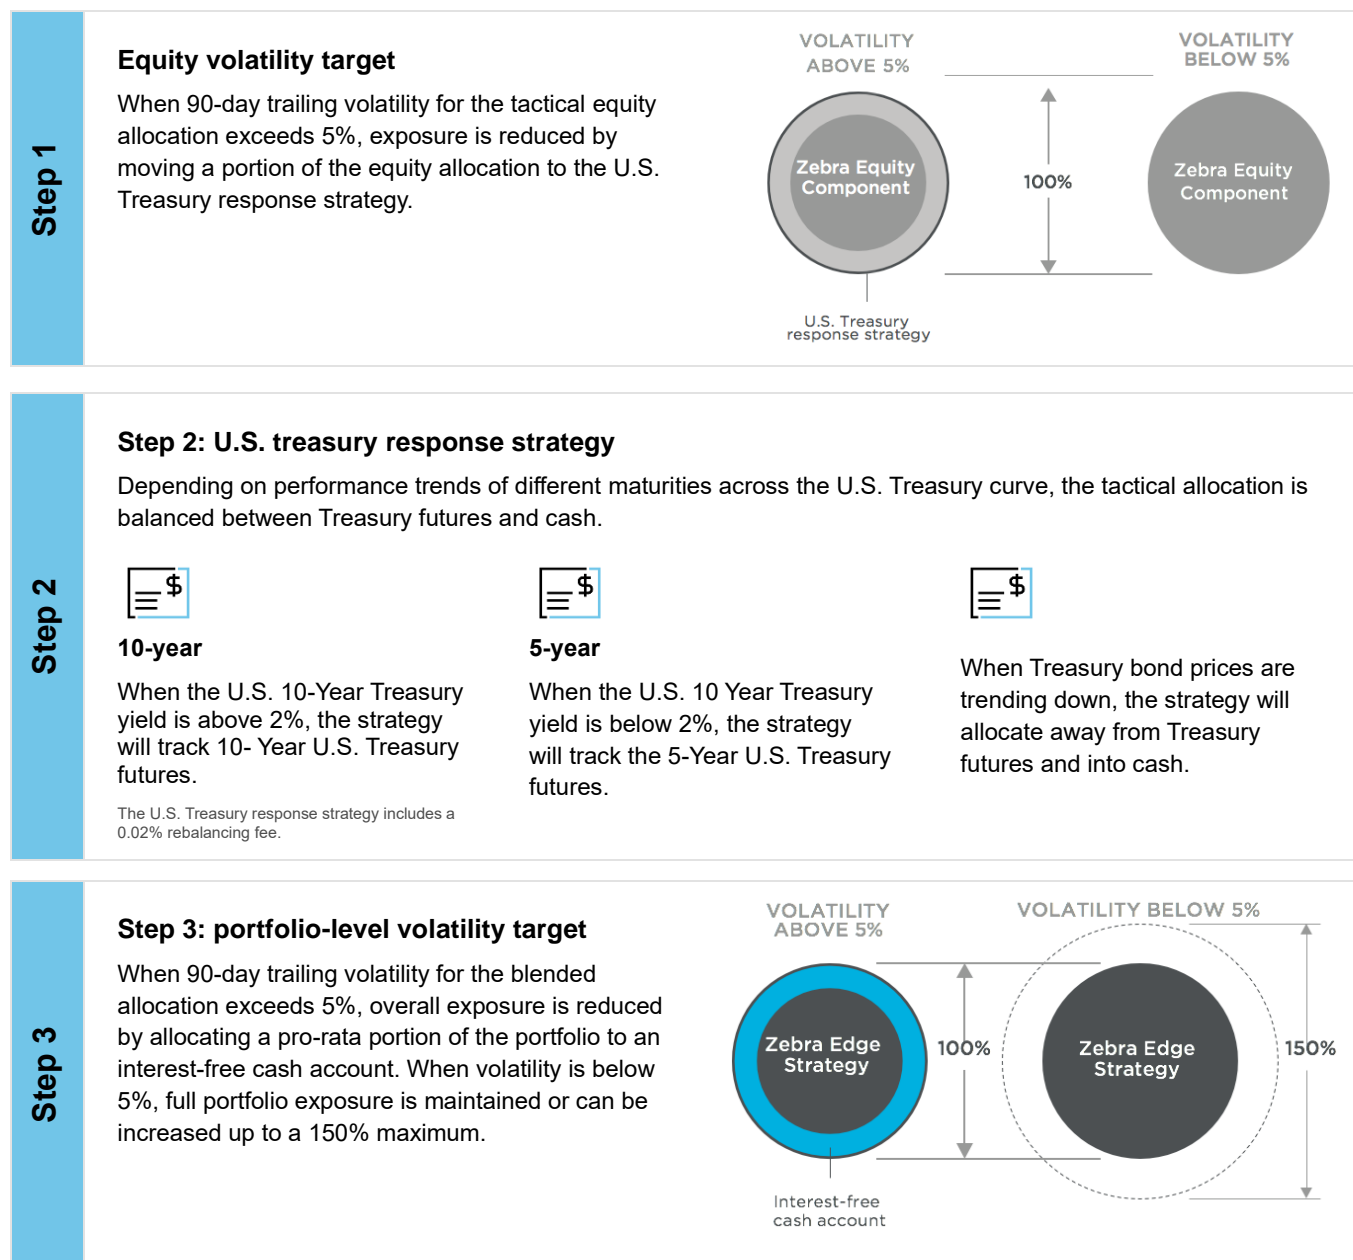 Step 1
Equity volatility target
When 90-day trailing volatility for the tactical equity
allocation exceeds 5%, exposure is reduced by
moving a portion of the equity allocation to the U.S.
Treasury response strategy.
VOLATILITY
ABOVE 5%
VOLATILITY
BELOW 5%
Zebra Equity
Component
100%
Zebra Equity
Component
U.S. Treasury
response strategy
Step 2
Step 2: U.S. treasury response strategy
Depending on performance trends of different maturities across the U.S. Treasury curve, the tactical allocation is
balanced between Treasury futures and cash.
$
10-year
When the U.S. 10-Year Treasury
yield is above 2%, the strategy
will track 10- Year U.S. Treasury
futures.
The U.S. Treasury response strategy includes a
0.02% rebalancing fee.
$
5-year
When the U.S. 10 Year Treasury
yield is below 2%, the strategy
will track the 5-Year U.S. Treasury
futures.
$
When Treasury bond prices are
trending down, the strategy will
allocate away from Treasury
futures and into cash.
Step 3
Step 3: portfolio-level volatility target
When 90-day trailing volatility for the blended
allocation exceeds 5%, overall exposure is reduced
by allocating a pro-rata portion of the portfolio to an
interest-free cash account. When volatility is below
5%, full portfolio exposure is maintained or can be
increased up to a 150% maximum.
VOLATILITY
ABOVE 5%
VOLATILITY BELOW 5%
Zebra Edge
Strategy
100%
Zebra Edge
Strategy
150%
Interest-free
cash account